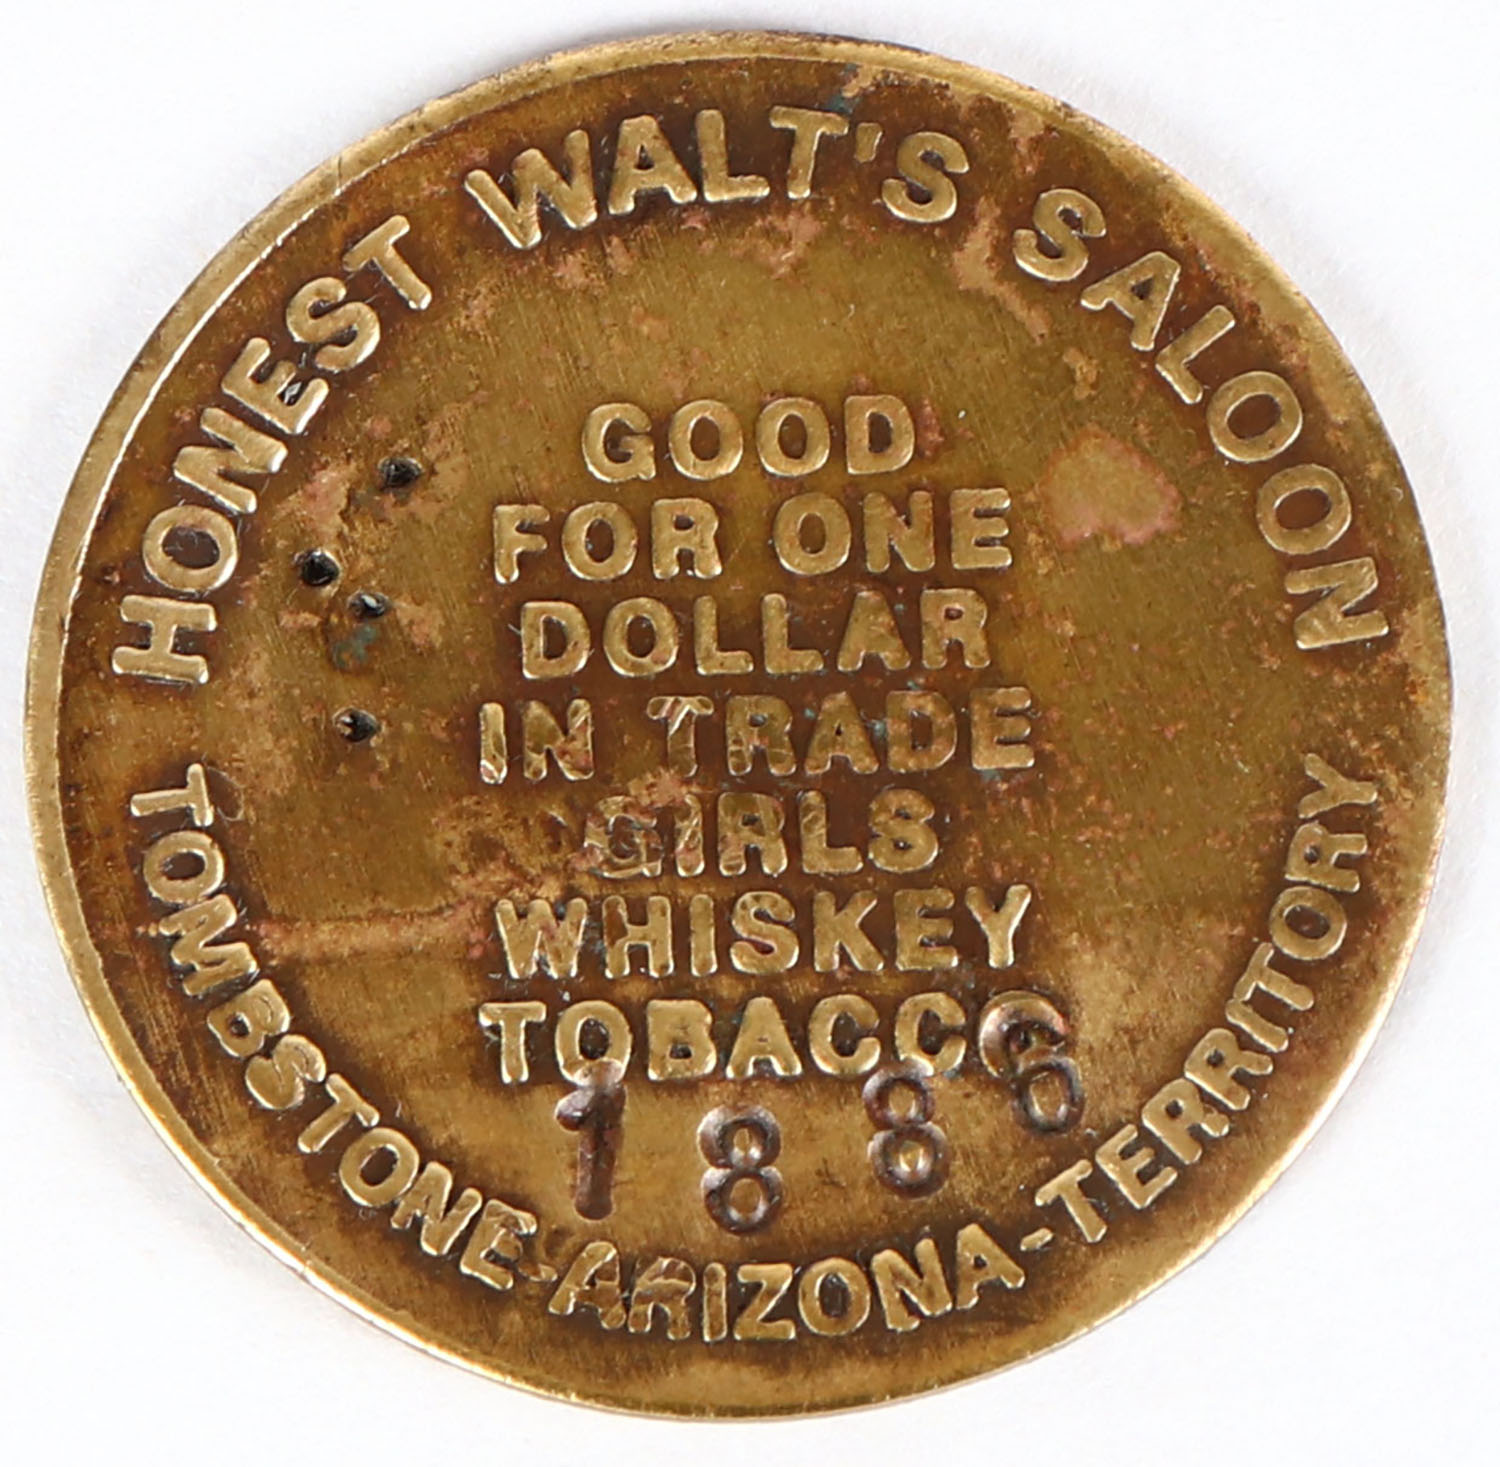 HONEST WALT'S SALOON
GOOD
FOR ONE
DOLLAR
IN TRADE
GIRLS
WHISKEY
TOBACCO
1886
TOMBSTONE-ARIZONA-TERRITORY